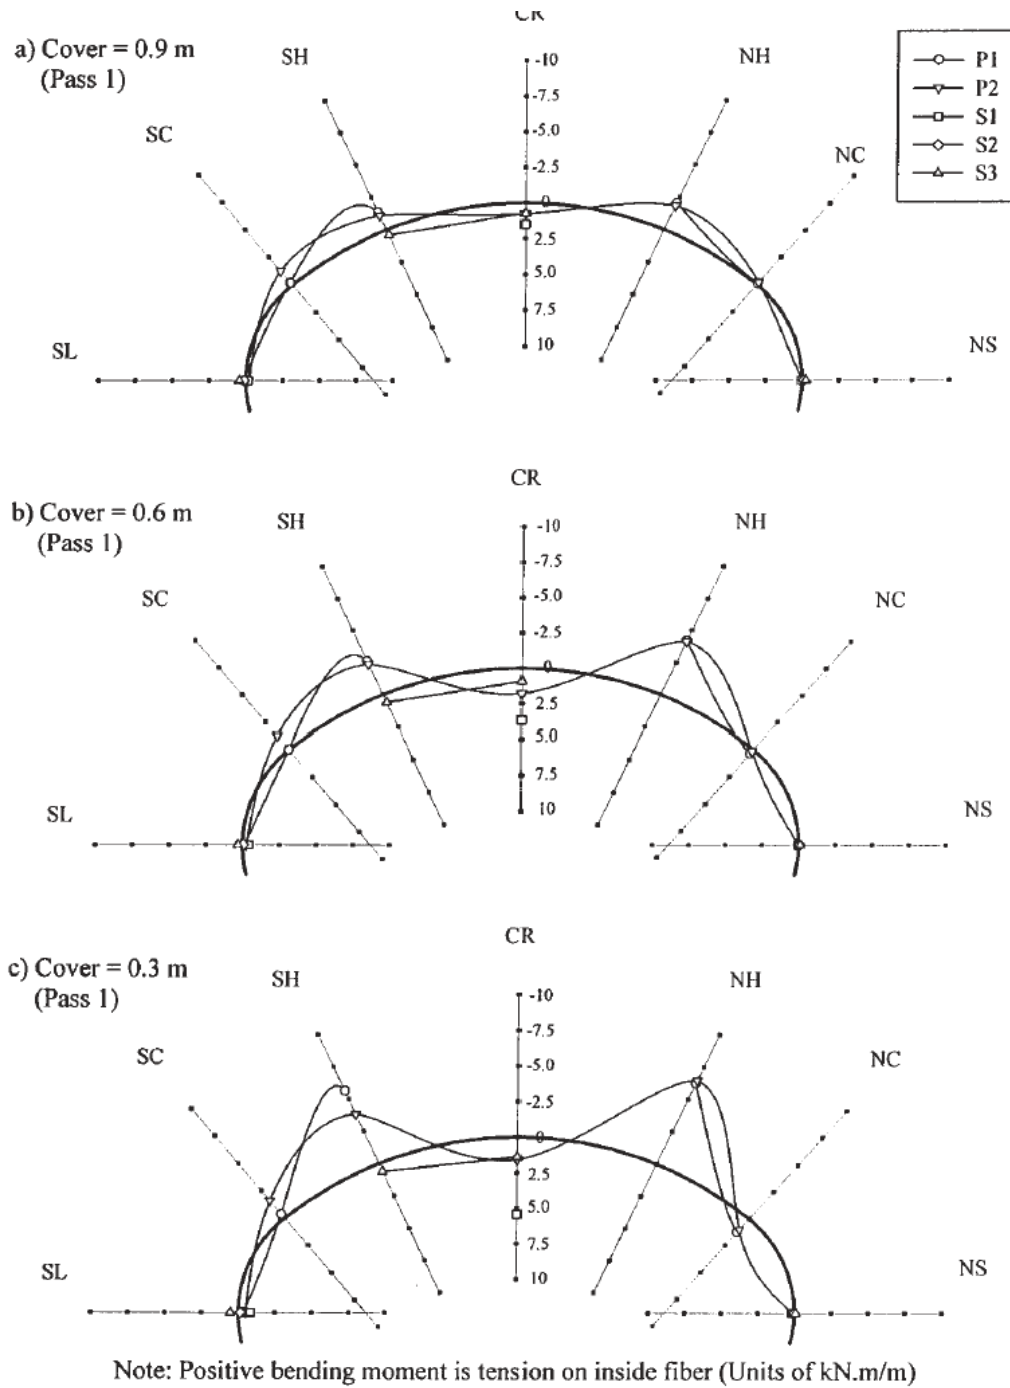 CR
a) Cover = 0.9 m
(Pass 1)
SH
NH
SC
NC
SL
NS
-10
-7.5
-5.0
-2.5
0
2.5
5.0
7.5
10
P1
P2
S1
S2
S3
CR
b) Cover = 0.6 m
(Pass 1)
SH
NH
SC
NC
SL
NS
-10
-7.5
-5.0
-2.5
0
2.5
5.0
7.5
10
CR
c) Cover = 0.3 m
(Pass 1)
SH
NH
SC
NC
SL
NS
-10
-7.5
-5.0
-2.5
0
2.5
5.0
7.5
10
Note: Positive bending moment is tension on inside fiber (Units of kN.m/m)